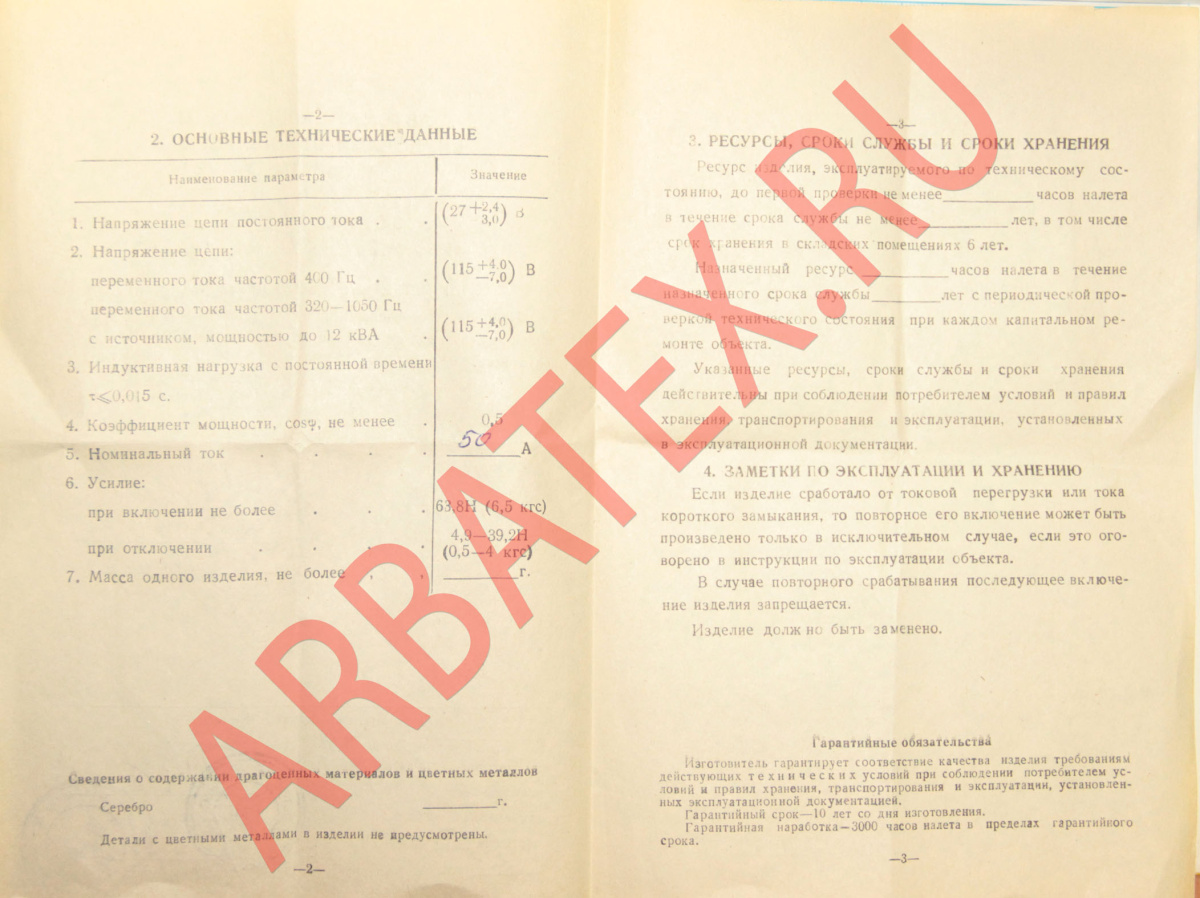 —2—
2. ОСНОВНЫЕ ТЕХНИЧЕСКИЕ ДАННЫЕ
Наименование параметра Значение
1. Напряжение цепи постоянного тока . . (27 +2,4 3,0) В
2. Напряжение цепи:
переменного тока частотой 400 Гц . . (115 +4,0 —7,0) В
переменного тока частотой 320—1050 Гц
с источником, мощностью до 12 кВА . (115 +4,0 —7,0) В
3. Индуктивная нагрузка с постоянной времени
τ⩽0,015 с.
4. Коэффициент мощности, cosφ, не менее . 0,5
5. Номинальный ток . . . . 50 А
6. Усилие:
при включении не более . . . 63,8Н (6,5 кгс)
при отключении . . . . 4,9—39,2Н
(0,5—4 кгс)
7. Масса одного изделия, не более , , ________г.
Сведения о содержании драгоценных материалов и цветных металлов
Серебро ________г.
Детали с цветными металлами в изделии не предусмотрены.
—2—
—3—
3. РЕСУРСЫ, СРОКИ СЛУЖБЫ И СРОКИ ХРАНЕНИЯ
Ресурс изделия, эксплуатируемого по техническому сос-
тоянию, до первой проверки не менее__________часов налета
в течение срока службы не менее__________лет, в том числе
срок хранения в складских помещениях 6 лет.
Назначенный ресурс__________часов налета в течение
назначенного срока службы________лет с периодической про-
веркой технического состояния при каждом капитальном ре-
монте объекта.
Указанные ресурсы, сроки службы и сроки хранения
действительны при соблюдении потребителем условий и правил
хранения, транспортирования и эксплуатации, установленных
в эксплуатационной документации.
4. ЗАМЕТКИ ПО ЭКСПЛУАТАЦИИ И ХРАНЕНИЮ
Если изделие сработало от токовой перегрузки или тока
короткого замыкания, то повторное его включение может быть
произведено только в исключительном случае, если это ого-
ворено в инструкции по эксплуатации объекта.
В случае повторного срабатывания последующее включе-
ние изделия запрещается.
Изделие должно быть заменено.
Гарантийные обязательства
Изготовитель гарантирует соответствие качества изделия требованиям
действующих технических условий при соблюдении потребителем ус-
ловий и правил хранения, транспортирования и эксплуатации, установлен-
ных эксплуатационной документацией.
Гарантийный срок—10 лет со дня изготовления.
Гарантийная наработка—3000 часов налета в пределах гарантийного
срока.
—3—
ARBATEX.RU